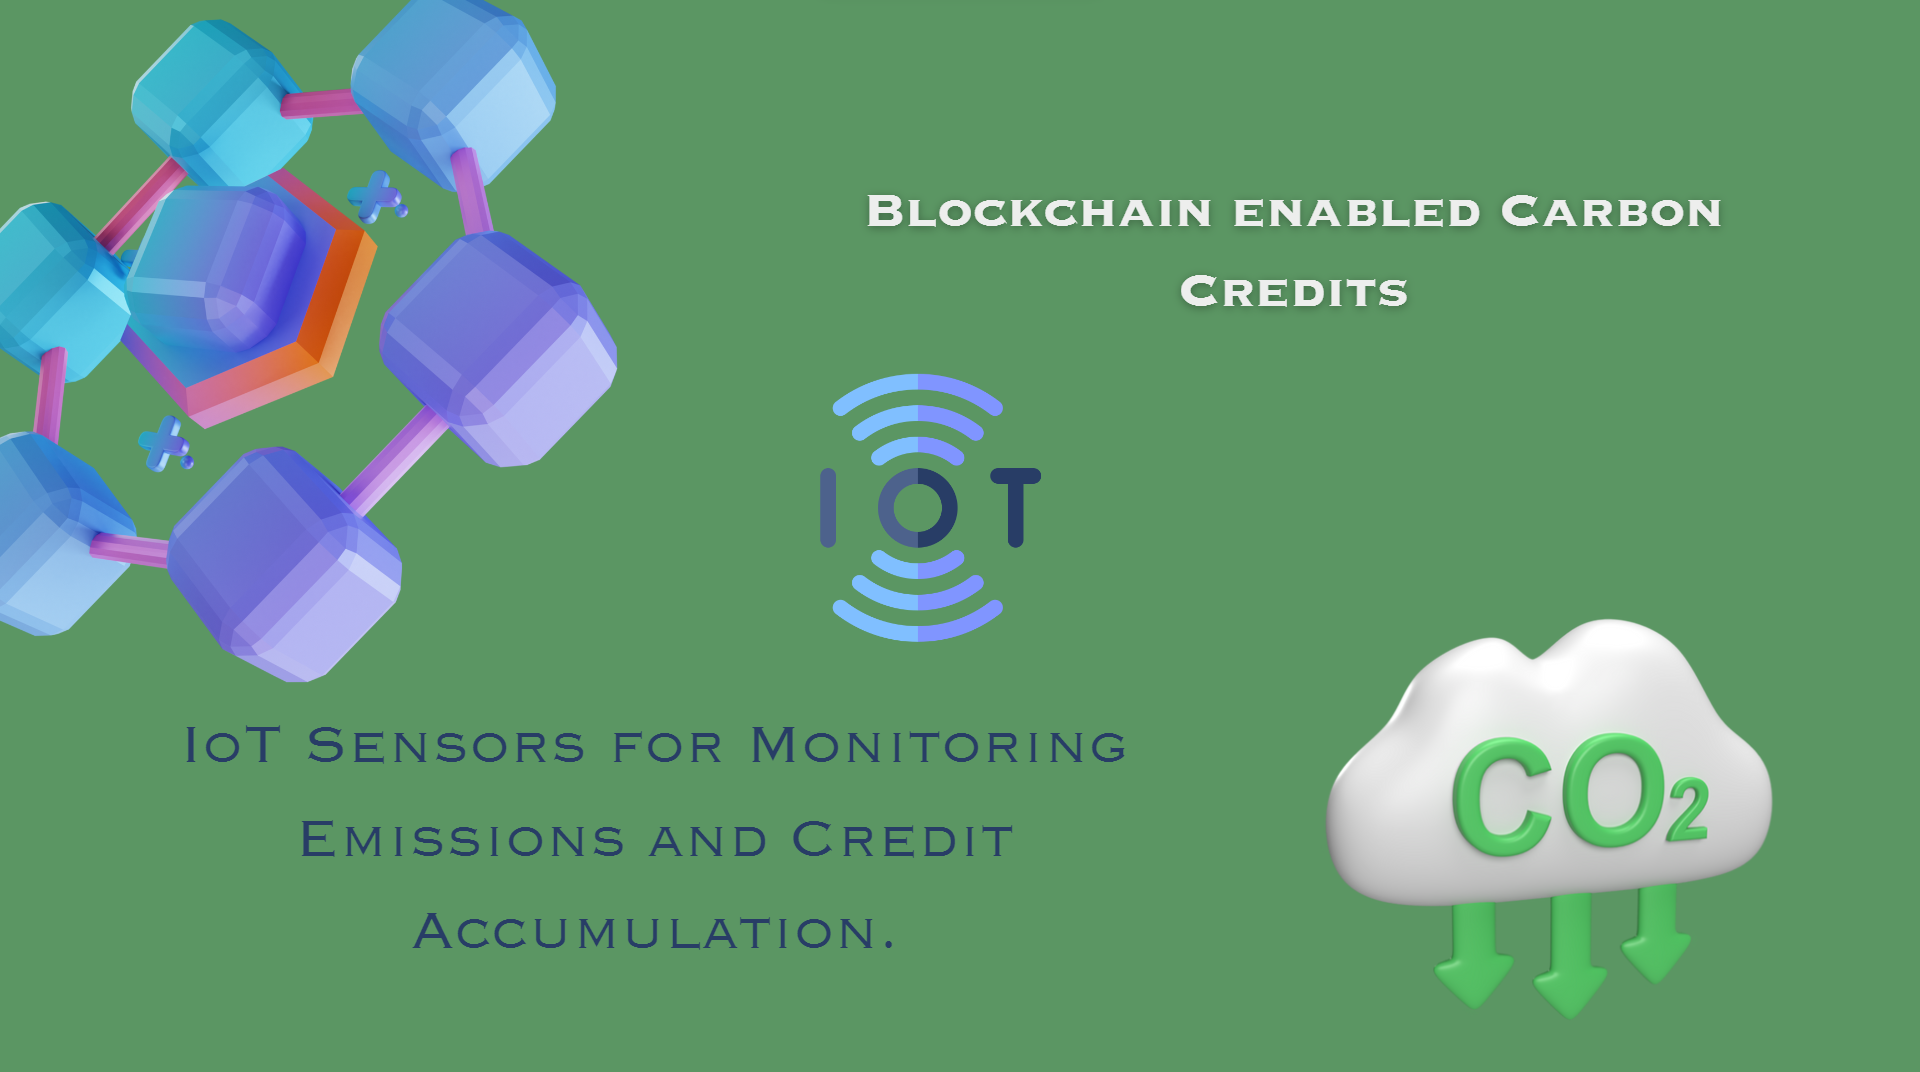 Blockchain enabled Carbon
Credits
IOT
IoT Sensors for Monitoring
Emissions and Credit
Accumulation.
CO2